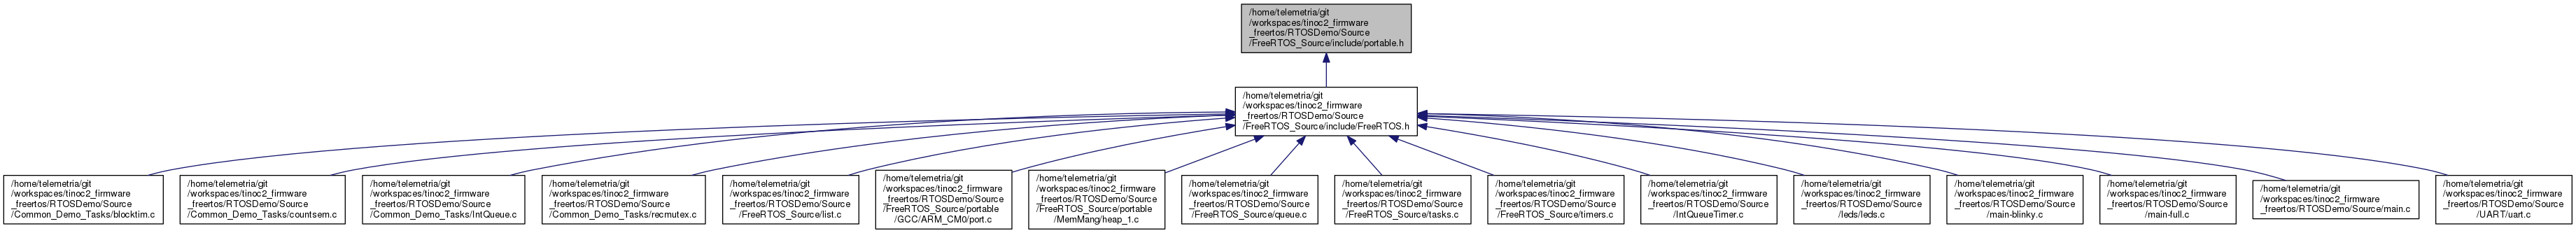 /home/telemetria/git
/workspaces/tinoc2_firmware
_freertos/RTOSDemo/Source
/FreeRTOS_Source/include/portable.h
/home/telemetria/git
/workspaces/tinoc2_firmware
_freertos/RTOSDemo/Source
/FreeRTOS_Source/include/FreeRTOS.h
/home/telemetria/git
/workspaces/tinoc2_firmware
_freertos/RTOSDemo/Source
/Common_Demo_Tasks/blocktim.c
/home/telemetria/git
/workspaces/tinoc2_firmware
_freertos/RTOSDemo/Source
/Common_Demo_Tasks/countsem.c
/home/telemetria/git
/workspaces/tinoc2_firmware
_freertos/RTOSDemo/Source
/Common_Demo_Tasks/IntQueue.c
/home/telemetria/git
/workspaces/tinoc2_firmware
_freertos/RTOSDemo/Source
/Common_Demo_Tasks/recmutex.c
/home/telemetria/git
/workspaces/tinoc2_firmware
_freertos/RTOSDemo/Source
/FreeRTOS_Source/list.c
/home/telemetria/git
/workspaces/tinoc2_firmware
_freertos/RTOSDemo/Source
/FreeRTOS_Source/portable
/GCC/ARM_CM0/port.c
/home/telemetria/git
/workspaces/tinoc2_firmware
_freertos/RTOSDemo/Source
/FreeRTOS_Source/portable
/MemMang/heap_1.c
/home/telemetria/git
/workspaces/tinoc2_firmware
_freertos/RTOSDemo/Source
/FreeRTOS_Source/queue.c
/home/telemetria/git
/workspaces/tinoc2_firmware
_freertos/RTOSDemo/Source
/FreeRTOS_Source/tasks.c
/home/telemetria/git
/workspaces/tinoc2_firmware
_freertos/RTOSDemo/Source
/FreeRTOS_Source/timers.c
/home/telemetria/git
/workspaces/tinoc2_firmware
_freertos/RTOSDemo/Source
/IntQueueTimer.c
/home/telemetria/git
/workspaces/tinoc2_firmware
_freertos/RTOSDemo/Source
/leds/leds.c
/home/telemetria/git
/workspaces/tinoc2_firmware
_freertos/RTOSDemo/Source
/main-blinky.c
/home/telemetria/git
/workspaces/tinoc2_firmware
_freertos/RTOSDemo/Source
/main-full.c
/home/telemetria/git
/workspaces/tinoc2_firmware
_freertos/RTOSDemo/Source/main.c
/home/telemetria/git
/workspaces/tinoc2_firmware
_freertos/RTOSDemo/Source
/UART/uart.c